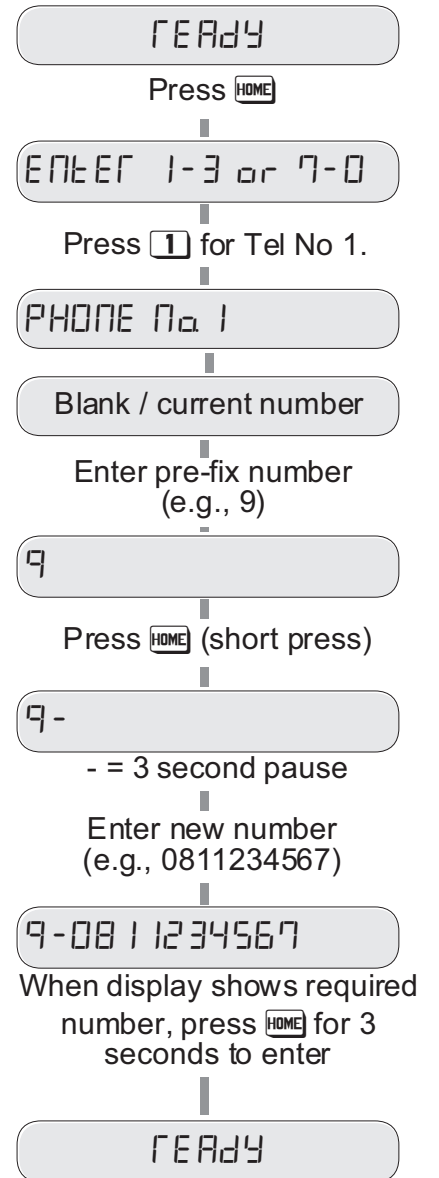 rEAdY
Press HOME
ENtEr 1-3 or 7-0
Press 1 for Tel No 1.
PHONE No 1
Blank / current number
Enter pre-fix number
(e.g., 9)
9
Press HOME (short press)
9-
- = 3 second pause
Enter new number
(e.g., 0811234567)
9-0811234567
When display shows required
number, press HOME for 3
seconds to enter
rEAdY